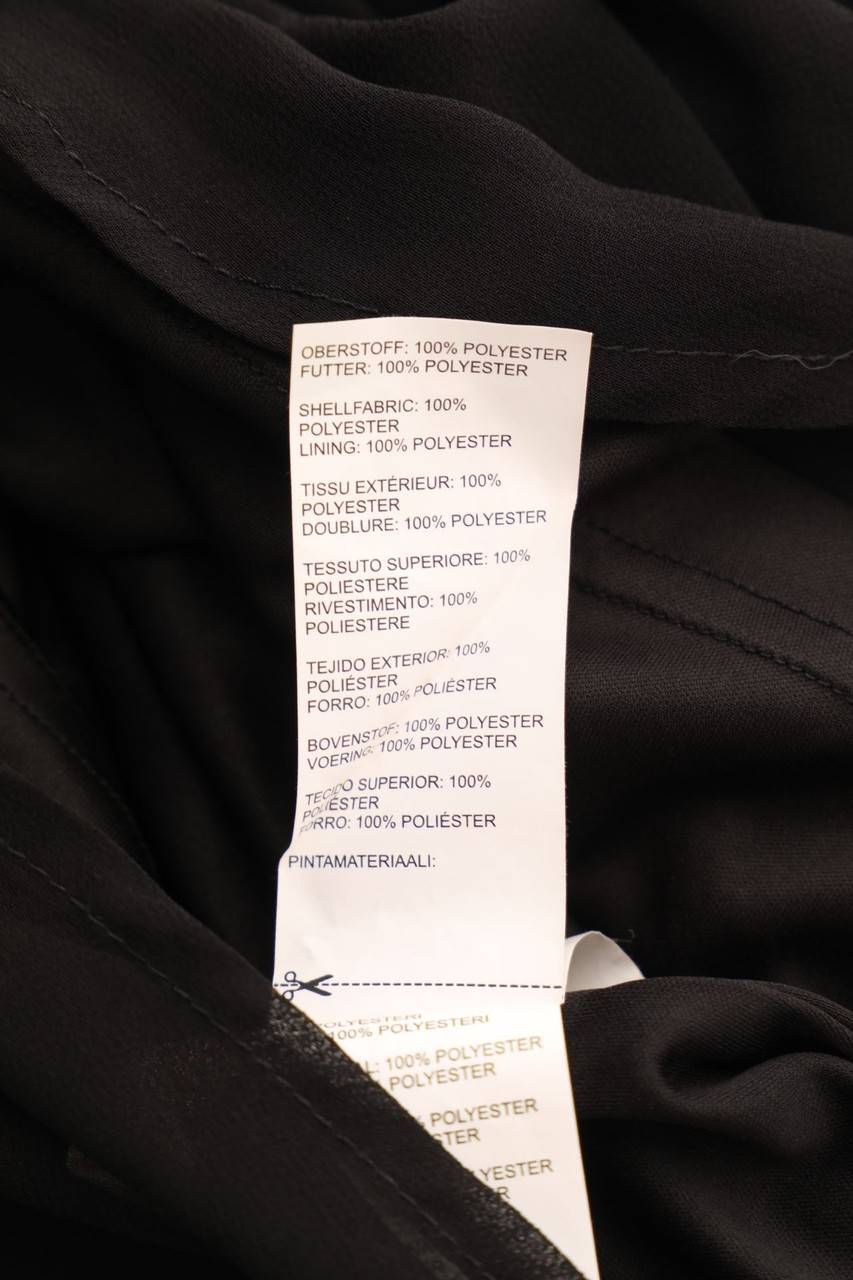 OBERSTOFF: 100% POLYESTER
FUTTER: 100% POLYESTER
SHELLFABRIC: 100%
POLYESTER
LINING: 100% POLYESTER
TISSU EXTÉRIEUR: 100%
POLYESTER
DOUBLURE: 100% POLYESTER
TESSUTO SUPERIORE: 100%
POLIESTERE
RIVESTIMENTO: 100%
POLIESTERE
TEJIDO EXTERIOR: 100%
POLIÉSTER
FORRO: 100% POLIÉSTER
BOVENSTOF: 100% POLYESTER
VOERING: 100% POLYESTER
TECIDO SUPERIOR: 100%
POLIÉSTER
FORRO: 100% POLIÉSTER
PINTAMATERIAALI:
POLYESTERI
100% POLYESTERI
100% POLYESTER
POLYESTER
% POLYESTER